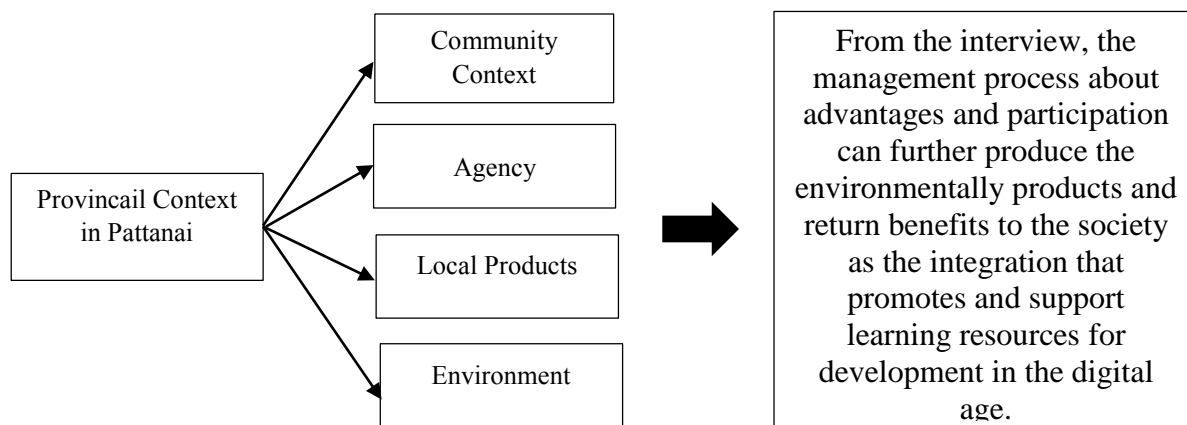 Provincail Context
in Pattanai
Community
Context
Agency
Local Products
Environment
From the interview, the
management process about
advantages and participation
can further produce the
environmentally products and
return benefits to the society
as the integration that
promotes and support
learning resources for
development in the digital
age.